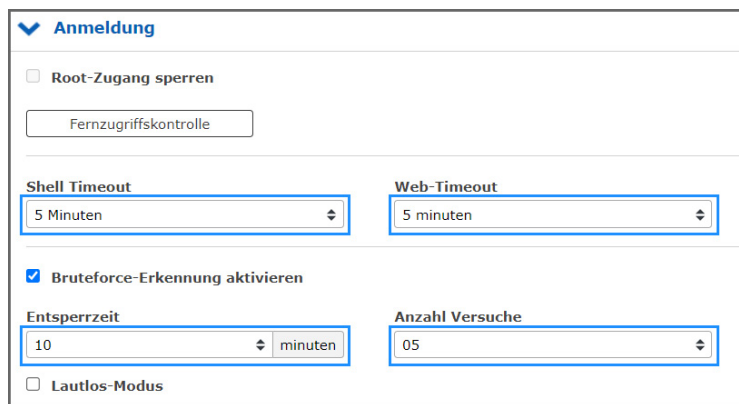 Anmeldung
Root-Zugang sperren
Fernzugriffskontrolle
Shell Timeout
Web-Timeout
5 Minuten
5 minuten
Bruteforce-Erkennung aktivieren
Entsperrzeit
Anzahl Versuche
10 minuten
05
Lautlos-Modus